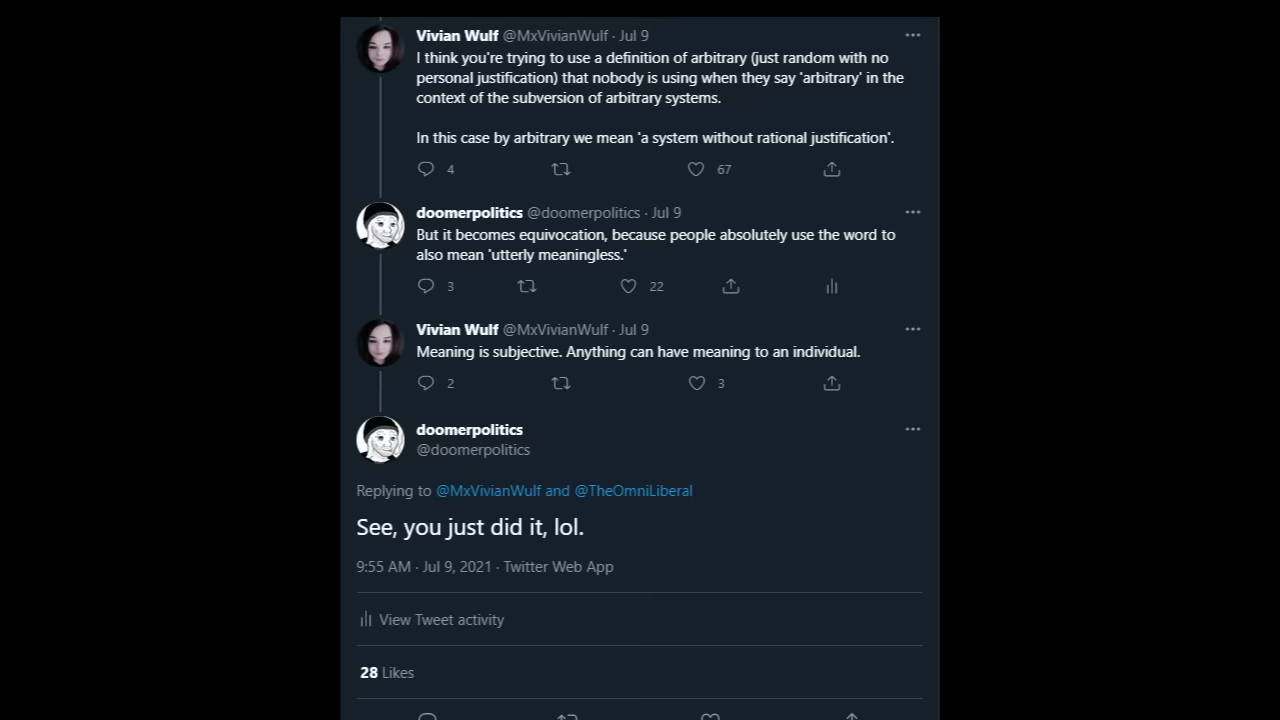 Vivian Wulf @MxVivianWulf · Jul 9
I think you're trying to use a definition of arbitrary (just random with no
personal justification) that nobody is using when they say 'arbitrary' in the
context of the subversion of arbitrary systems.
In this case by arbitrary we mean 'a system without rational justification'.
4 67
doomerpolitics @doomerpolitics · Jul 9
But it becomes equivocation, because people absolutely use the word to
also mean 'utterly meaningless.'
3 22
Vivian Wulf @MxVivianWulf · Jul 9
Meaning is subjective. Anything can have meaning to an individual.
2 3
doomerpolitics
@doomerpolitics
Replying to @MxVivianWulf and @TheOmniLiberal
See, you just did it, lol.
9:55 AM · Jul 9, 2021 · Twitter Web App
View Tweet activity
28 Likes